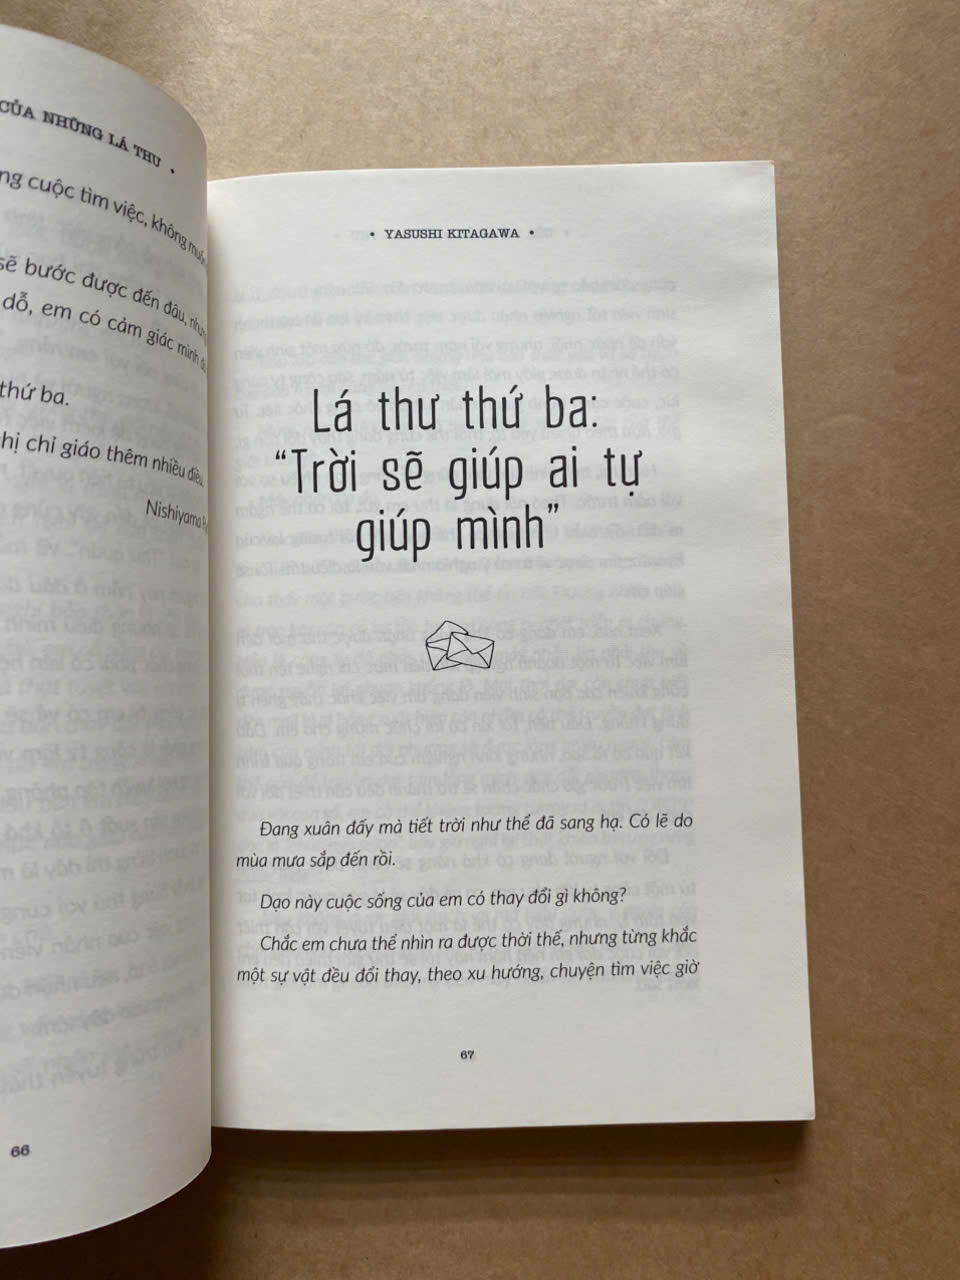 CỦA NHỮNG LÁ THƯ •
cuộc tìm việc, không muốn
sẽ bước được đến đâu,
dỗ, em có cảm giác mình
thứ ba.
chỉ giáo thêm nhiều điều.
Nishiyama
66
• YASUSHI KITAGAWA •
Lá thư thứ ba:
“Trời sẽ giúp ai tự
giúp mình”
Đang xuân đấy mà tiết trời như thể đã sang hạ. Có lẽ do
mùa mưa sắp đến rồi.
Dạo này cuộc sống của em có thay đổi gì không?
Chắc em chưa thể nhìn ra được thời thế, nhưng từng khắc
một sự vật đều đổi thay, theo xu hướng, chuyện tìm việc giờ
67